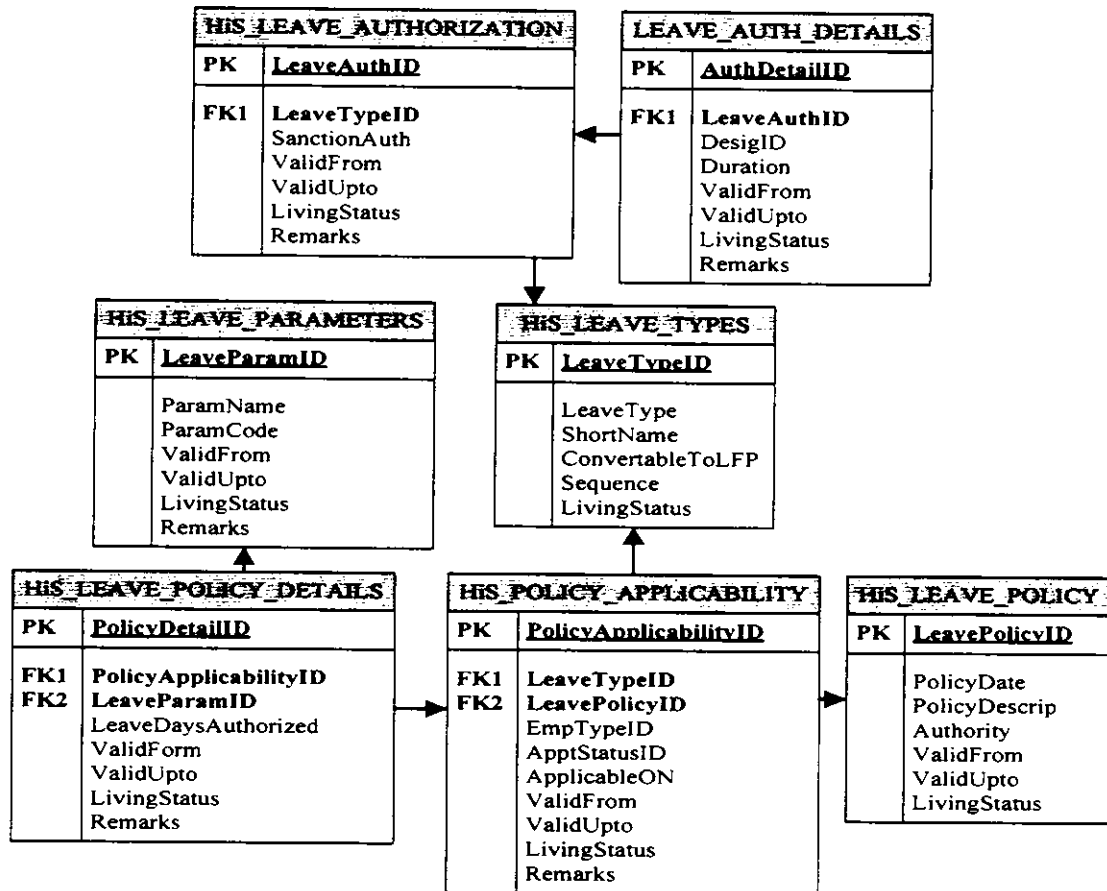 HiS_LEAVE_AUTHORIZATION
PK LeaveAuthID
FK1 LeaveTypeID
SanctionAuth
ValidFrom
ValidUpto
LivingStatus
Remarks
LEAVE_AUTH_DETAILS
PK AuthDetailID
FK1 LeaveAuthID
DesigID
Duration
ValidFrom
ValidUpto
LivingStatus
Remarks
HiS_LEAVE_PARAMETERS
PK LeaveParamID
ParamName
ParamCode
ValidFrom
ValidUpto
LivingStatus
Remarks
HiS_LEAVE_TYPES
PK LeaveTypeID
LeaveType
ShortName
ConvertableToLFP
Sequence
LivingStatus
HiS_LEAVE_POLICY_DETAILS
PK PolicyDetailID
FK1 PolicyApplicabilityID
FK2 LeaveParamID
LeaveDaysAuthorized
ValidForm
ValidUpto
LivingStatus
Remarks
HiS_POLICY_APPLICABILITY
PK PolicyApplicabilityID
FK1 LeaveTypeID
FK2 LeavePolicyID
EmpTypeID
ApptStatusID
ApplicableON
ValidFrom
ValidUpto
LivingStatus
Remarks
HiS_LEAVE_POLICY
PK LeavePolicyID
PolicyDate
PolicyDescrip
Authority
ValidFrom
ValidUpto
LivingStatus